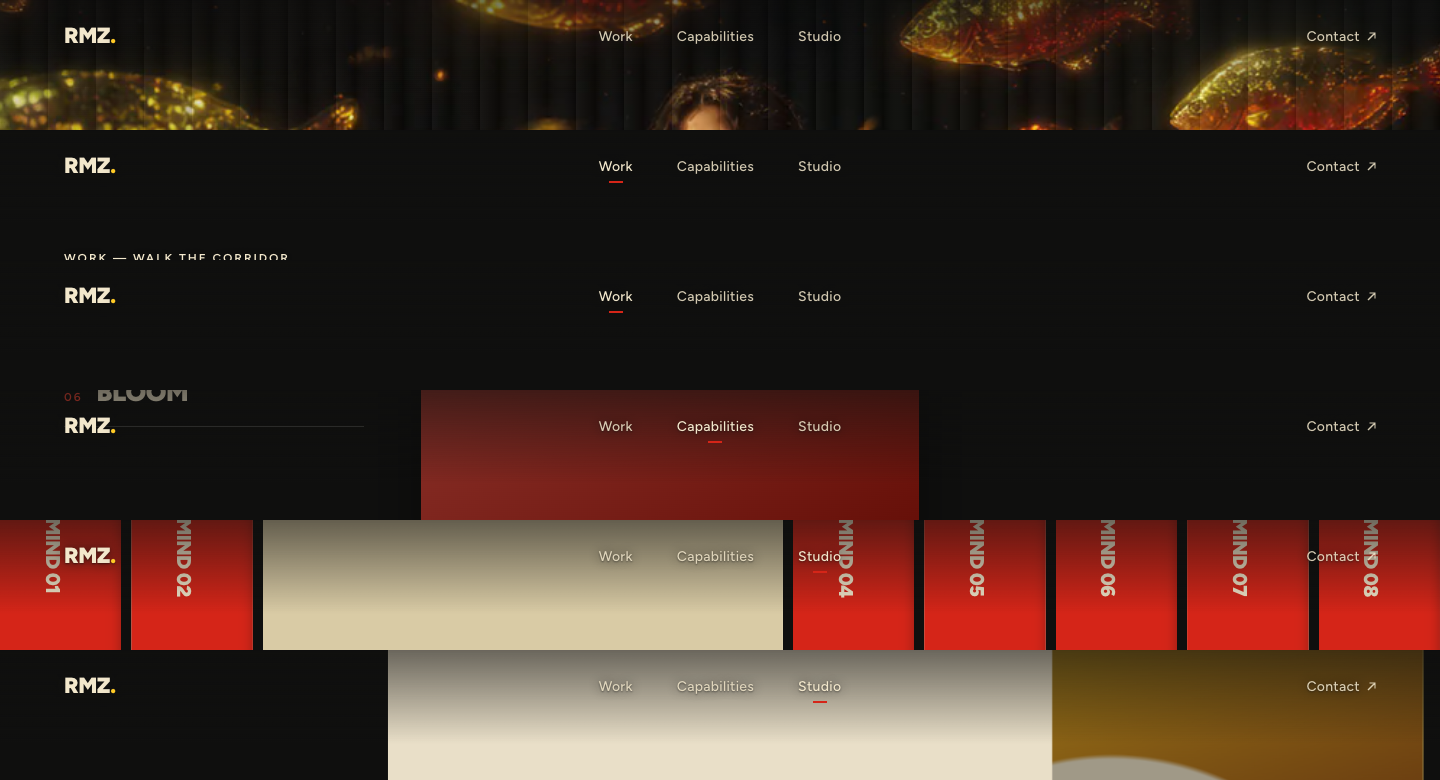 RMZ. Work Capabilities Studio Contact ↗
RMZ. Work Capabilities Studio Contact ↗
WORK — WALK THE CORRIDOR
RMZ. Work Capabilities Studio Contact ↗
06 BLOOM
RMZ. Work Capabilities Studio Contact ↗
MIND 01
MIND 02
MIND 04
MIND 05
MIND 06
MIND 07
MIND 08
RMZ. Work Capabilities Studio Contact ↗
RMZ. Work Capabilities Studio Contact ↗